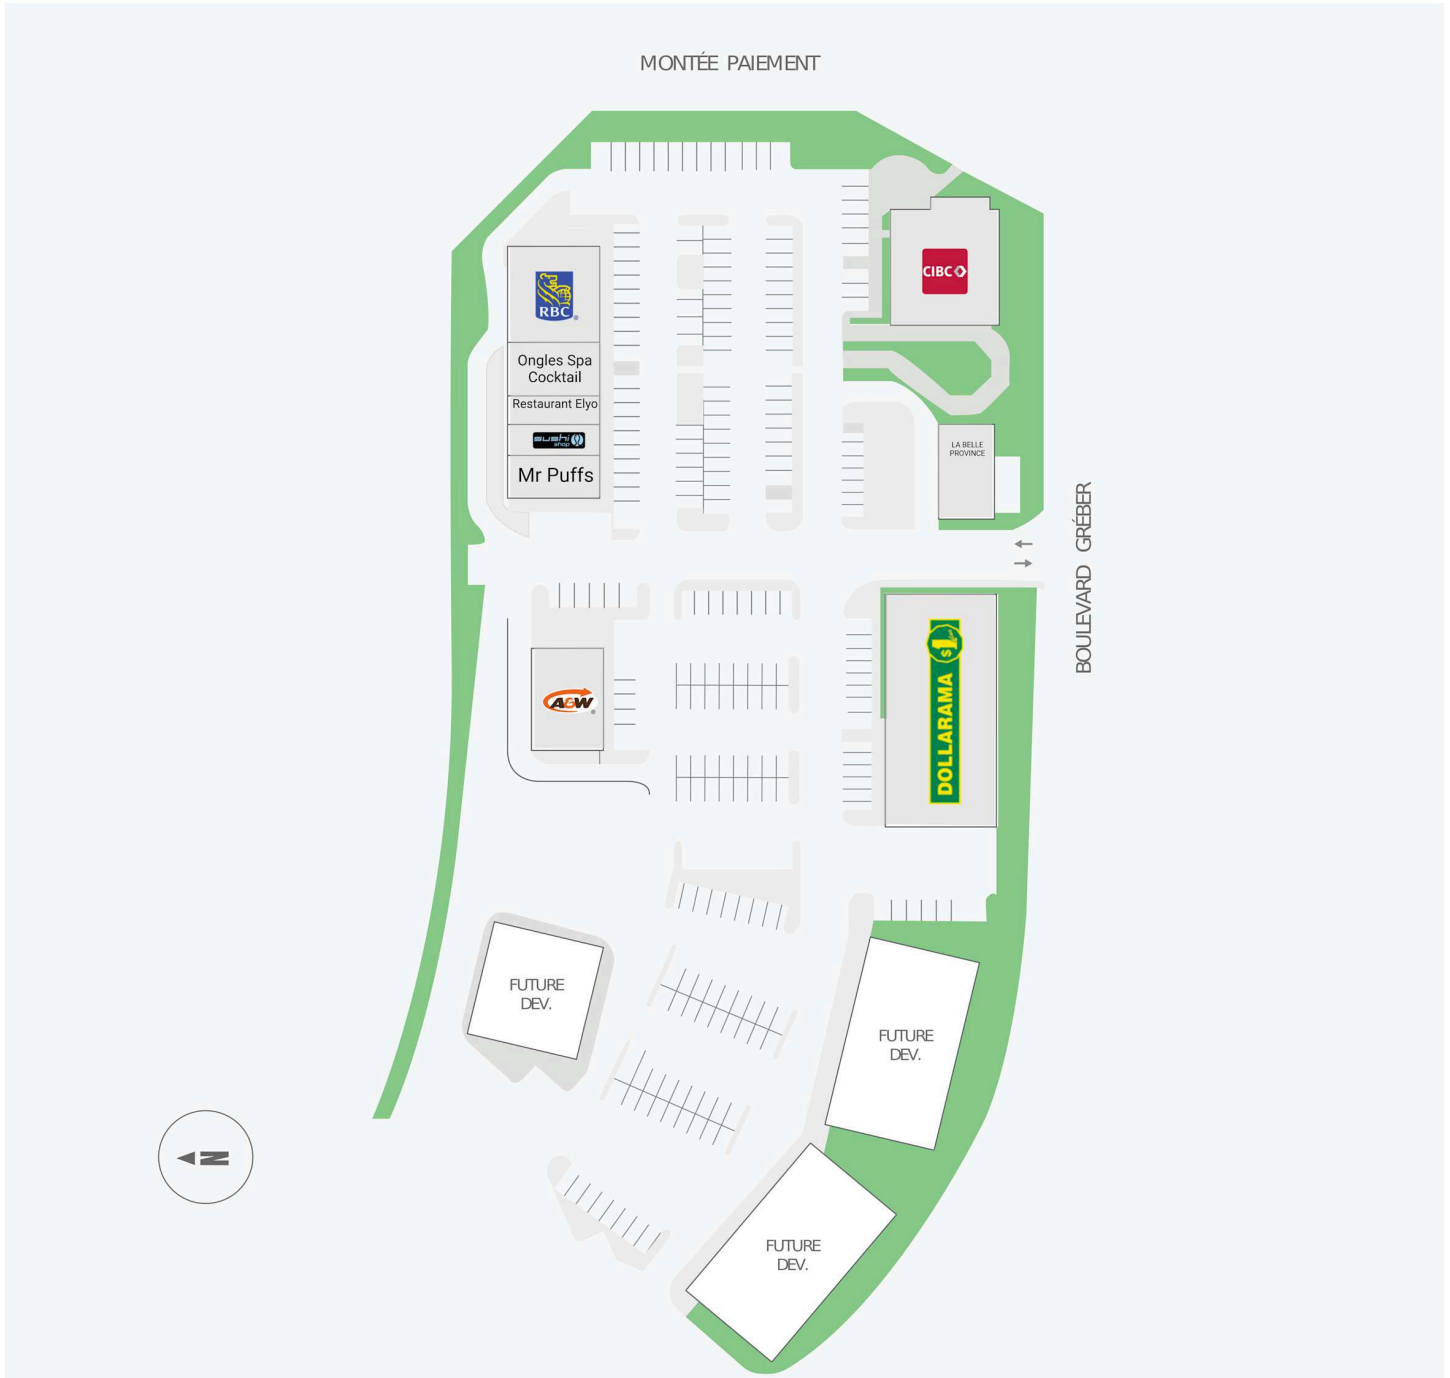 MONTÉE PAIEMENT
CIBC
RBC
Ongles Spa
Cocktail
Restaurant Elyo
sushi
shop
Mr Puffs
LA BELLE
PROVINCE
BOULEVARD GRÉBER
A&W
DOLLARAMA $1
FUTURE
DEV.
FUTURE
DEV.
FUTURE
DEV.
N